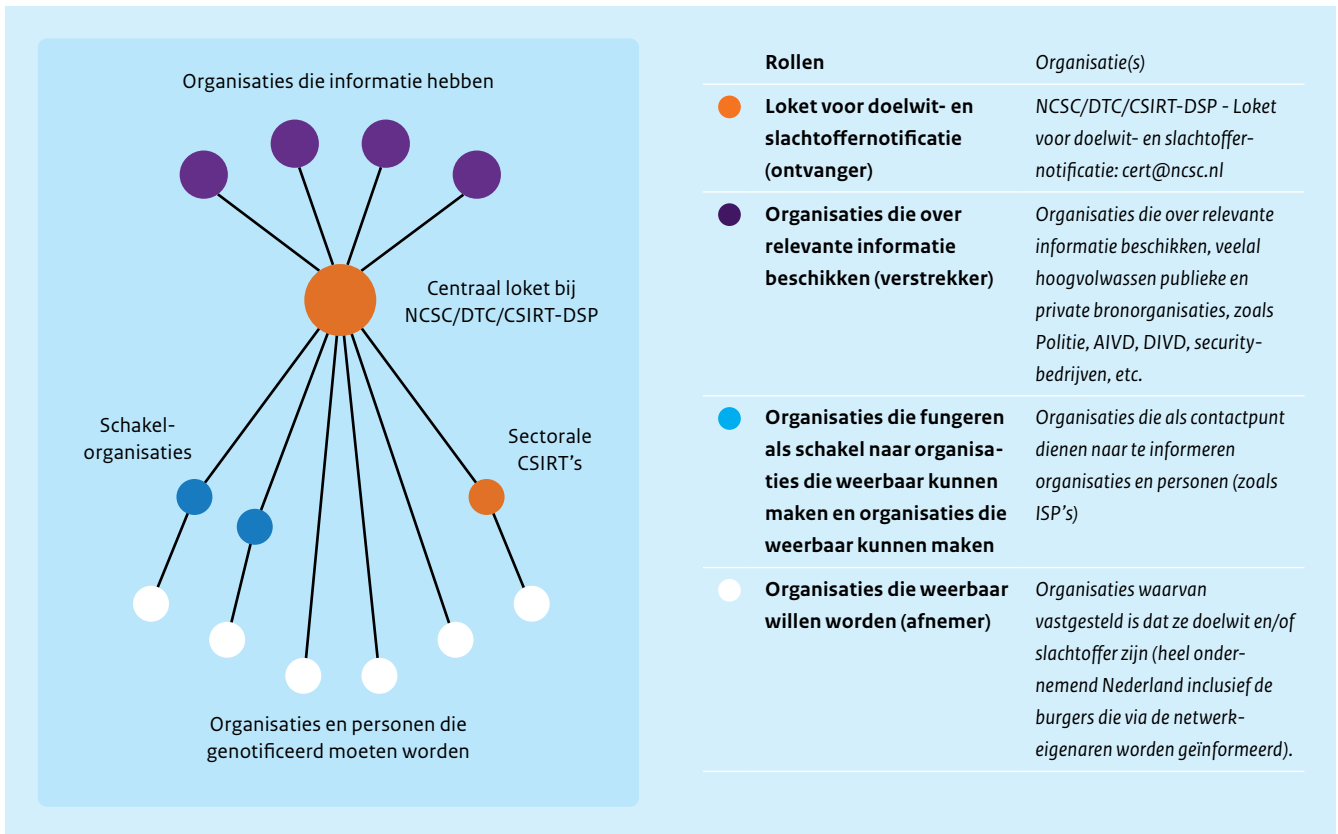 Organisaties die informatie hebben
Centraal loket bij
NCSC/DTC/CSIRT-DSP
Schakel-
organisaties
Sectorale
CSIRT's
Organisaties en personen die
genotificeerd moeten worden
Rollen
Organisatie(s)
Loket voor doelwit- en
slachtoffernotificatie
(ontvanger)
NCSC/DTC/CSIRT-DSP - Loket
voor doelwit- en slachtoffer-
notificatie: cert@ncsc.nl
Organisaties die over
relevante informatie
beschikken (verstrekker)
Organisaties die over relevante
informatie beschikken, veelal
hoogvolwassen publieke en
private bronorganisaties, zoals
Politie, AIVD, DIVD, security-
bedrijven, etc.
Organisaties die fungeren
als schakel naar organisa-
ties die weerbaar kunnen
maken en organisaties die
weerbaar kunnen maken
Organisaties die als contactpunt
dienen naar te informeren
organisaties en personen (zoals
ISP's)
Organisaties die weerbaar
willen worden (afnemer)
Organisaties waarvan
vastgesteld is dat ze doelwit en/of
slachtoffer zijn (heel onder-
nemend Nederland inclusief de
burgers die via de netwerk-
eigenaren worden geïnformeerd).